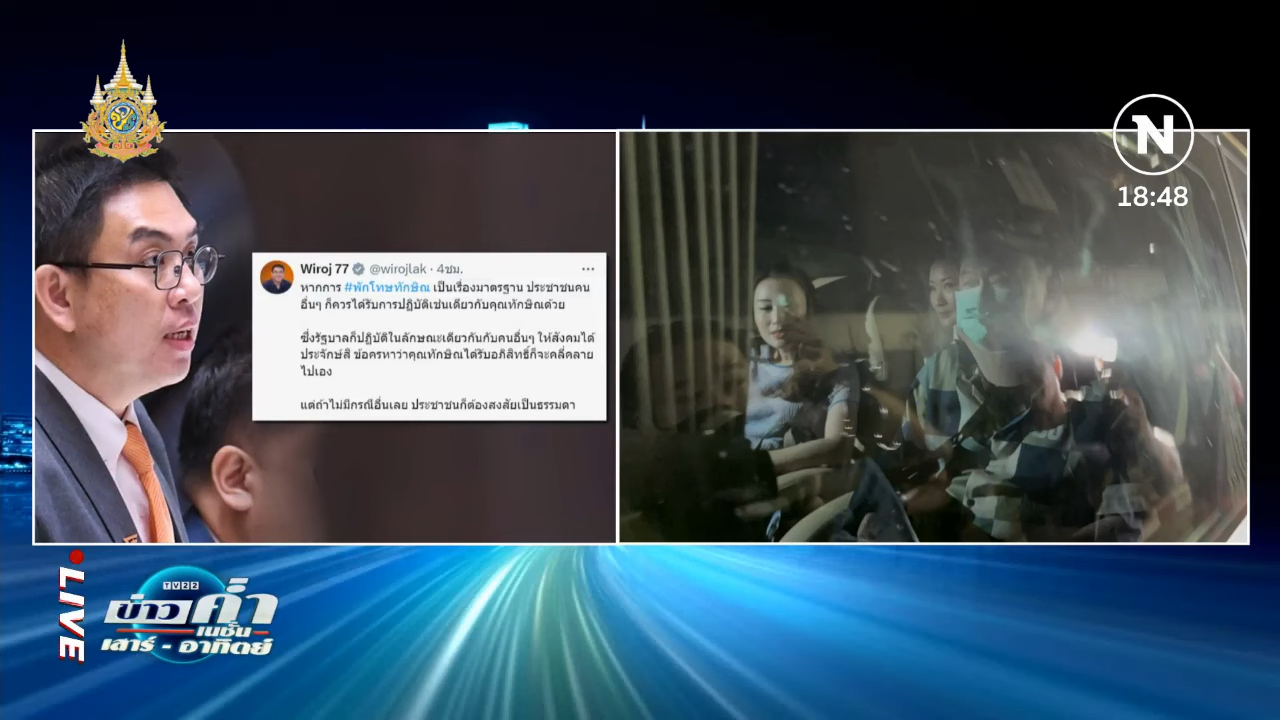 N
18:48
Wiroj 77 @wirojlak · 4ชม.
หากการ #พักโทษทักษิณ เป็นเรื่องมาตรฐาน ประชาชนคน
อื่นๆ ก็ควรได้รับการปฏิบัติเช่นเดียวกับคุณทักษิณด้วย
ซึ่งรัฐบาลก็ปฏิบัติในลักษณะเดียวกันกับคนอื่นๆ ให้สังคมได้
ประจักษ์สิ ข้อครหาว่าคุณทักษิณได้รับอภิสิทธิ์ก็จะคลี่คลาย
ไปเอง
แต่ถ้าไม่มีกรณีอื่นเลย ประชาชนก็ต้องสงสัยเป็นธรรมดา
LIVE
TV22
ข่าวค่ำ
เนชั่น
เสาร์ - อาทิตย์